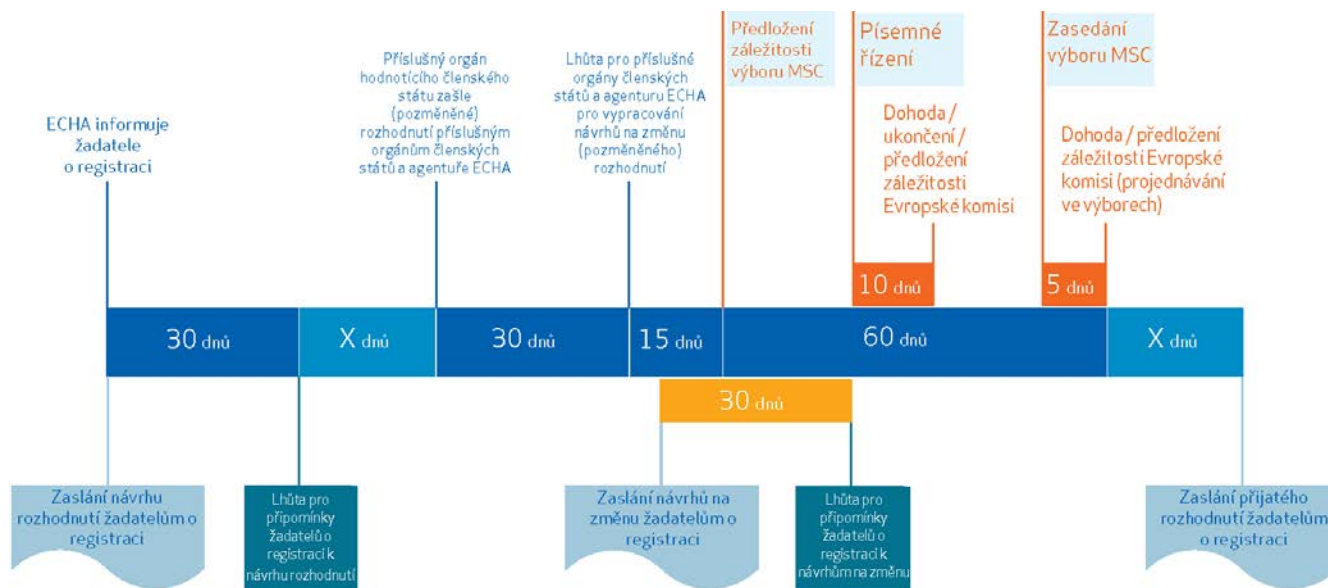 ECHA informuje
žadatele
o registraci
Příslušný orgán
hodnotícího členského
státu zašle
(pozměněné)
rozhodnutí příslušným
orgánům členských
států a agentuře ECHA
Lhůta pro příslušné
orgány členských
států a agenturu ECHA
pro vypracování
návrhů na změnu
(pozměněného)
rozhodnutí
Předložení
záležitosti
výboru MSC
Písemné
řízení
Dohoda /
ukončení /
předložení
záležitosti
Evropské komisi
Zasedání
výboru MSC
Dohoda / předložení
záležitosti Evropské
komisi (projednávání
ve výborech)
10 dnů
5 dnů
30 dnů
X dnů
30 dnů
15 dnů
60 dnů
X dnů
30 dnů
Zaslání návrhu
rozhodnutí žadatelům o
registraci
Lhůta pro
připomínky
žadatelů o
registraci k
návrhu rozhodnutí
Zaslání návrhů na
změnu žadatelům o
registraci
Lhůta pro
připomínky
žadatelů o
registraci k
návrhům na změnu
Zaslání přijatého
rozhodnutí žadatelům
o registraci